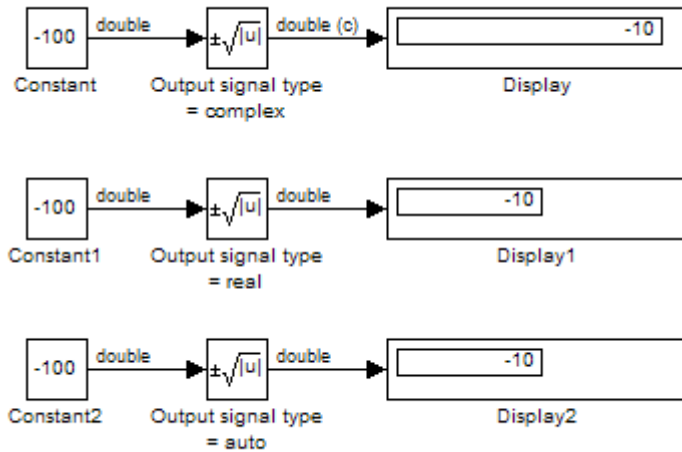 double double (c)
-100 ±√|u| -10
Constant Output signal type Display
= complex
double double
-100 ±√|u| -10
Constant1 Output signal type Display1
= real
double double
-100 ±√|u| -10
Constant2 Output signal type Display2
= auto